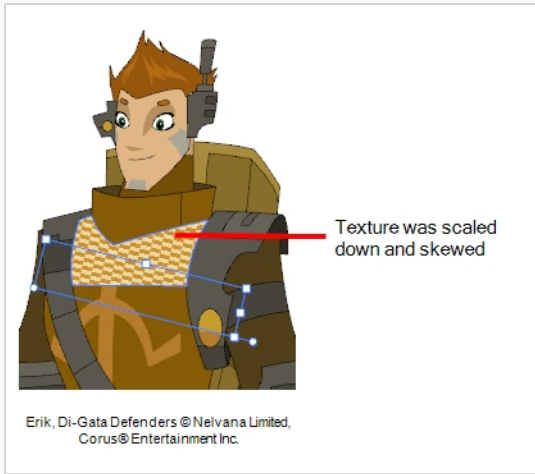 Texture was scaled
down and skewed
Erik, Di-Gata Defenders © Nelvana Limited,
Corus® Entertainment Inc.